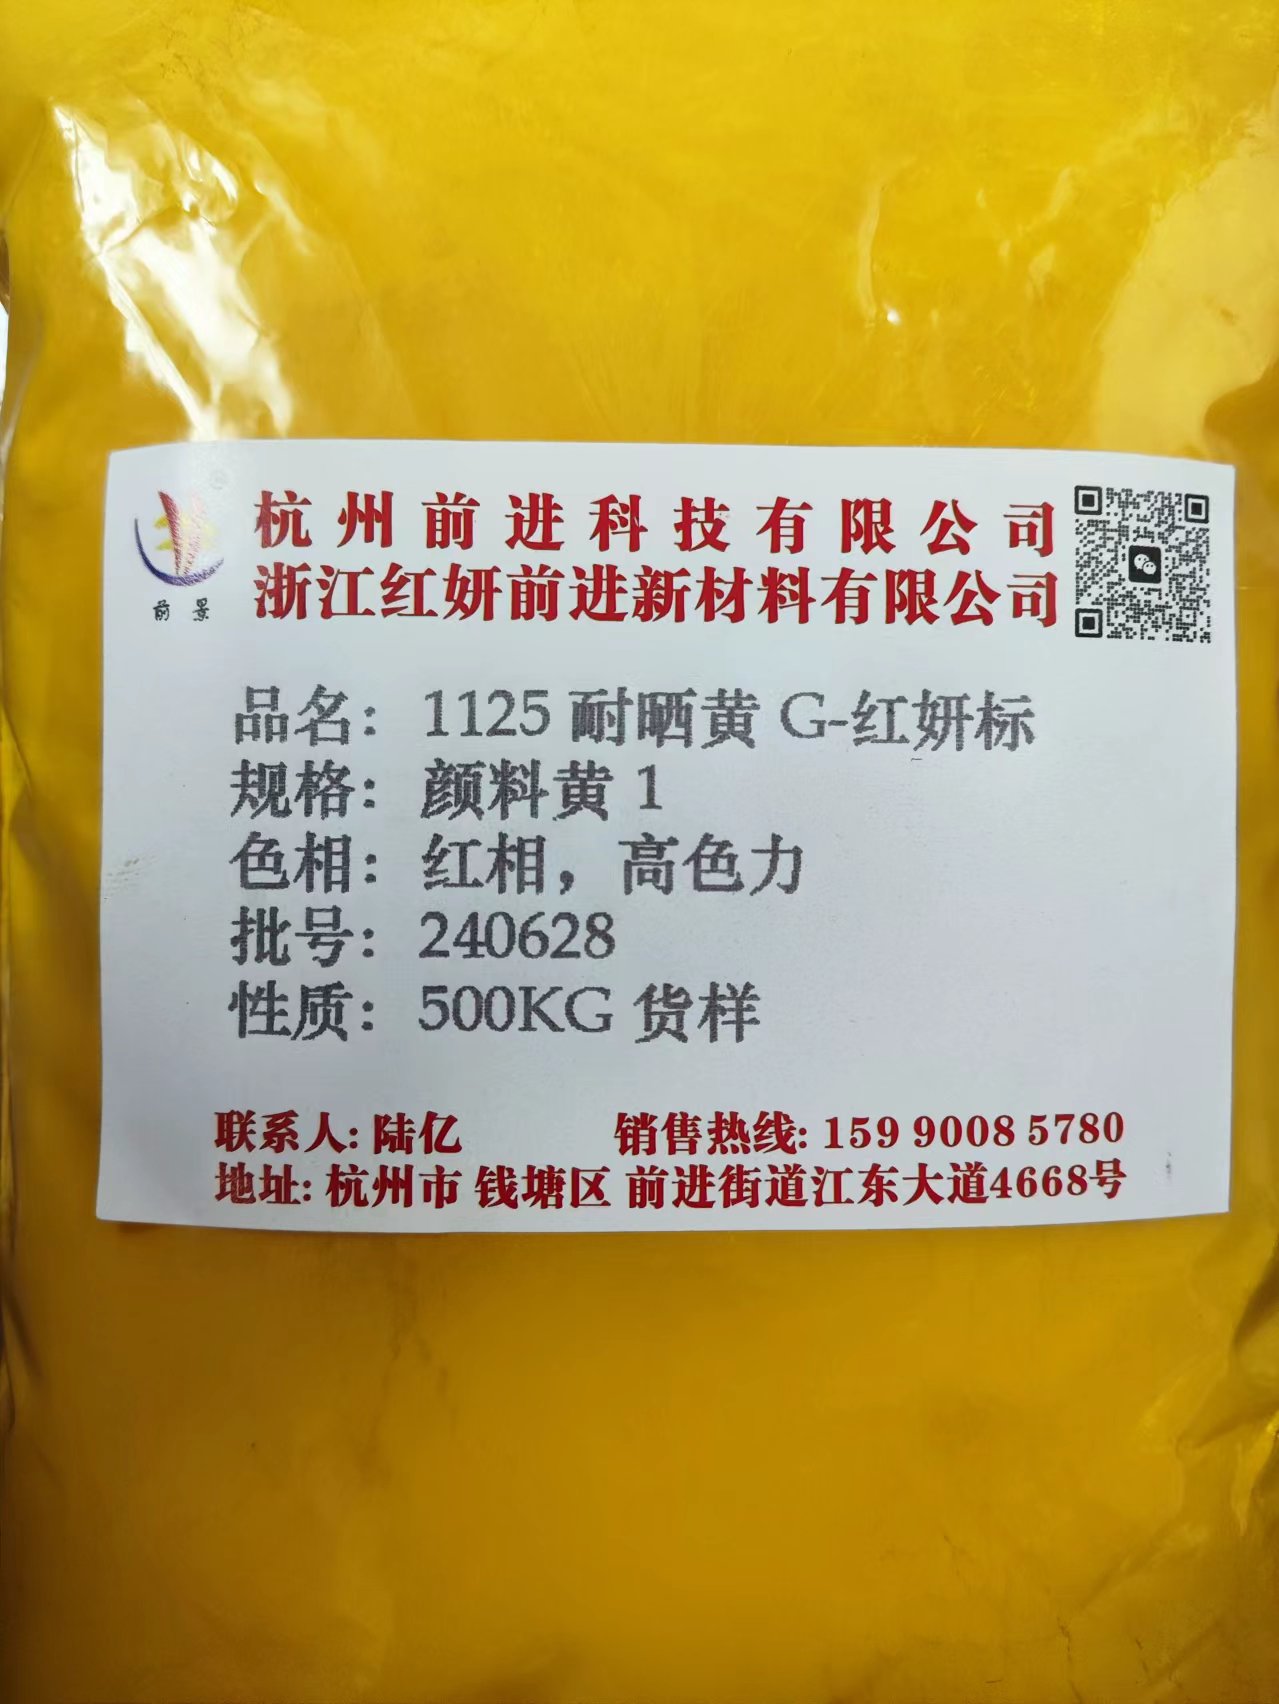 杭州前进科技有限公司
浙江红妍前进新材料有限公司
前景
品名：1125 耐晒黄 G-红妍标
规格：颜料黄 1
色相：红相，高色力
批号：240628
性质：500KG 货样
联系人: 陆亿 销售热线: 159 9008 5780
地址: 杭州市 钱塘区 前进街道江东大道4668号